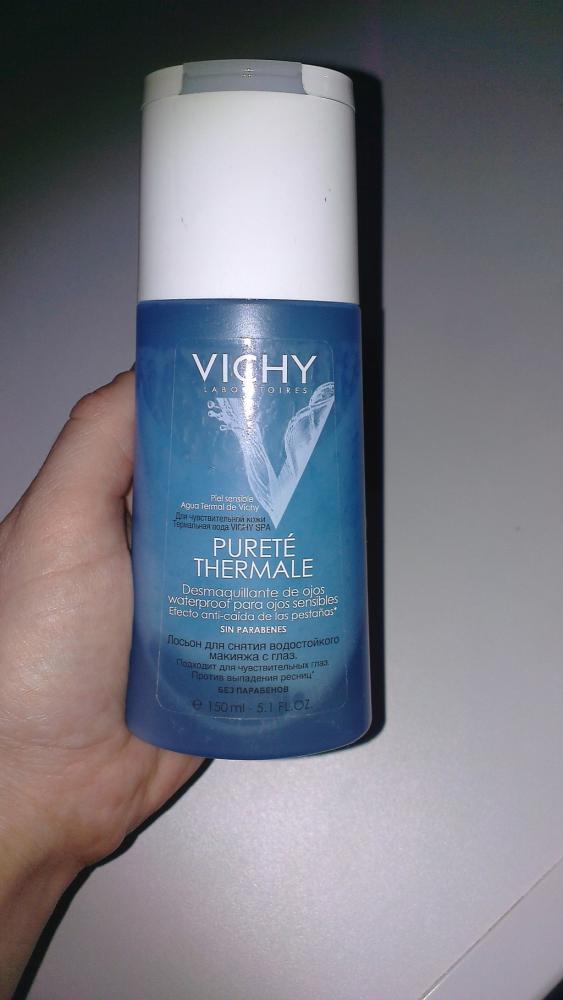 VICHY
LABORATOIRES
Piel sensible
Agua Termal de Vichy
Для чувствительной кожи
Термальная вода VICHY SPA
PURETÉ
THERMALE
Desmaquillante de ojos
waterproof para ojos sensibles
Efecto anti-caída de las pestañas*
SIN PARABENES
Лосьон для снятия водостойкого
макияжа с глаз.
Подходит для чувствительных глаз.
Против выпадения ресниц*
БЕЗ ПАРАБЕНОВ
℮ 150 ml - 5.1 FL.OZ.